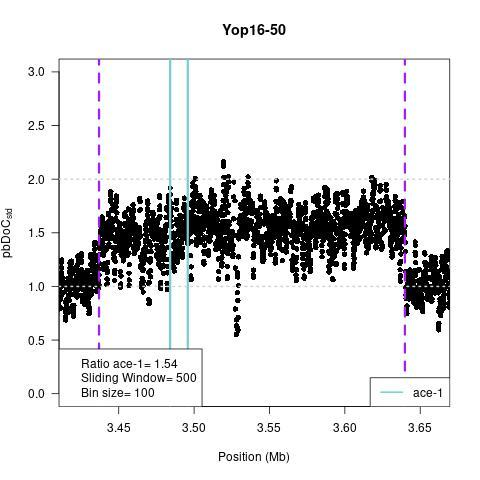 Yop16-50
pbDoCstd
3.0
2.5
2.0
1.5
1.0
0.5
0.0
Ratio ace-1= 1.54
Sliding Window= 500
Bin size= 100
ace-1
3.45 3.50 3.55 3.60 3.65
Position (Mb)